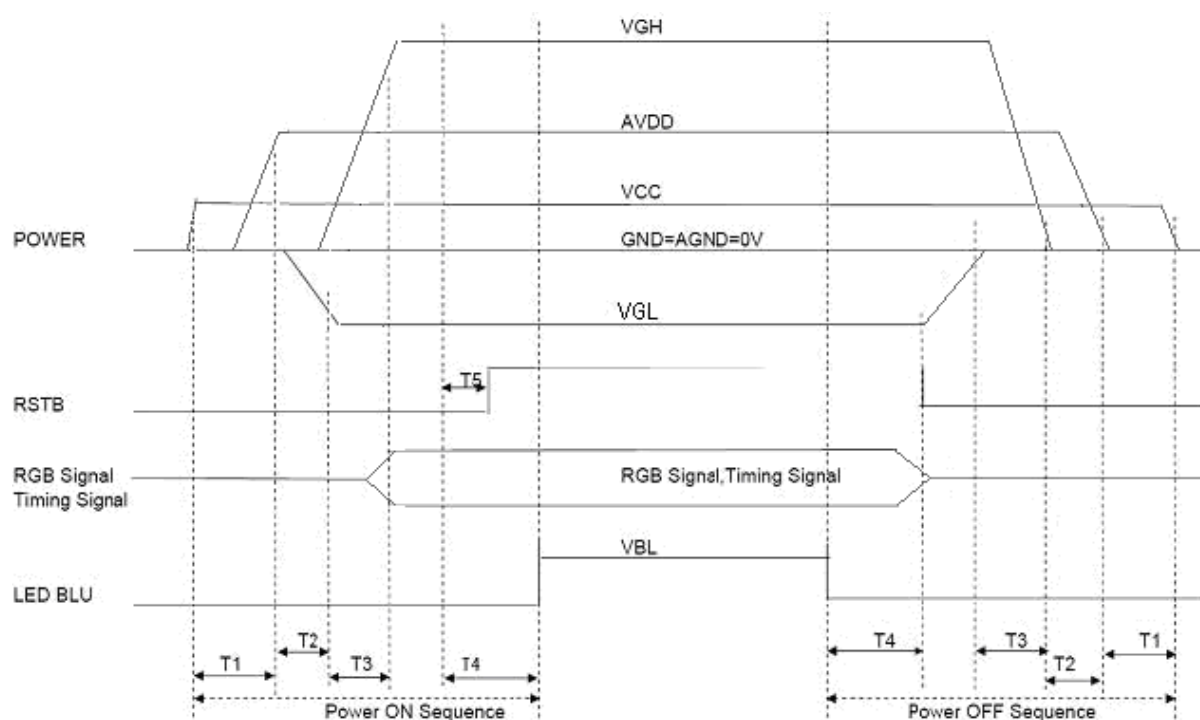 VGH
AVDD
VCC
POWER
GND=AGND=0V
VGL
T5
RSTB
RGB Signal
Timing Signal
RGB Signal,Timing Signal
VBL
LED BLU
T1
T2
T3
T4
T4
T3
T2
T1
Power ON Sequence
Power OFF Sequence